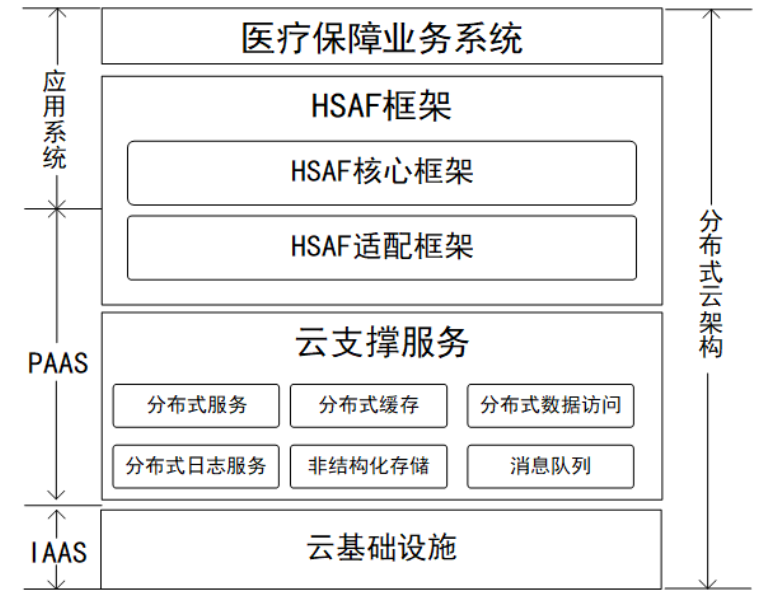 医疗保障业务系统
应用系统
HSAF框架
HSAF核心框架
HSAF适配框架
分布式云架构
PAAS
云支撑服务
分布式服务
分布式缓存
分布式数据访问
分布式日志服务
非结构化存储
消息队列
IAAS
云基础设施